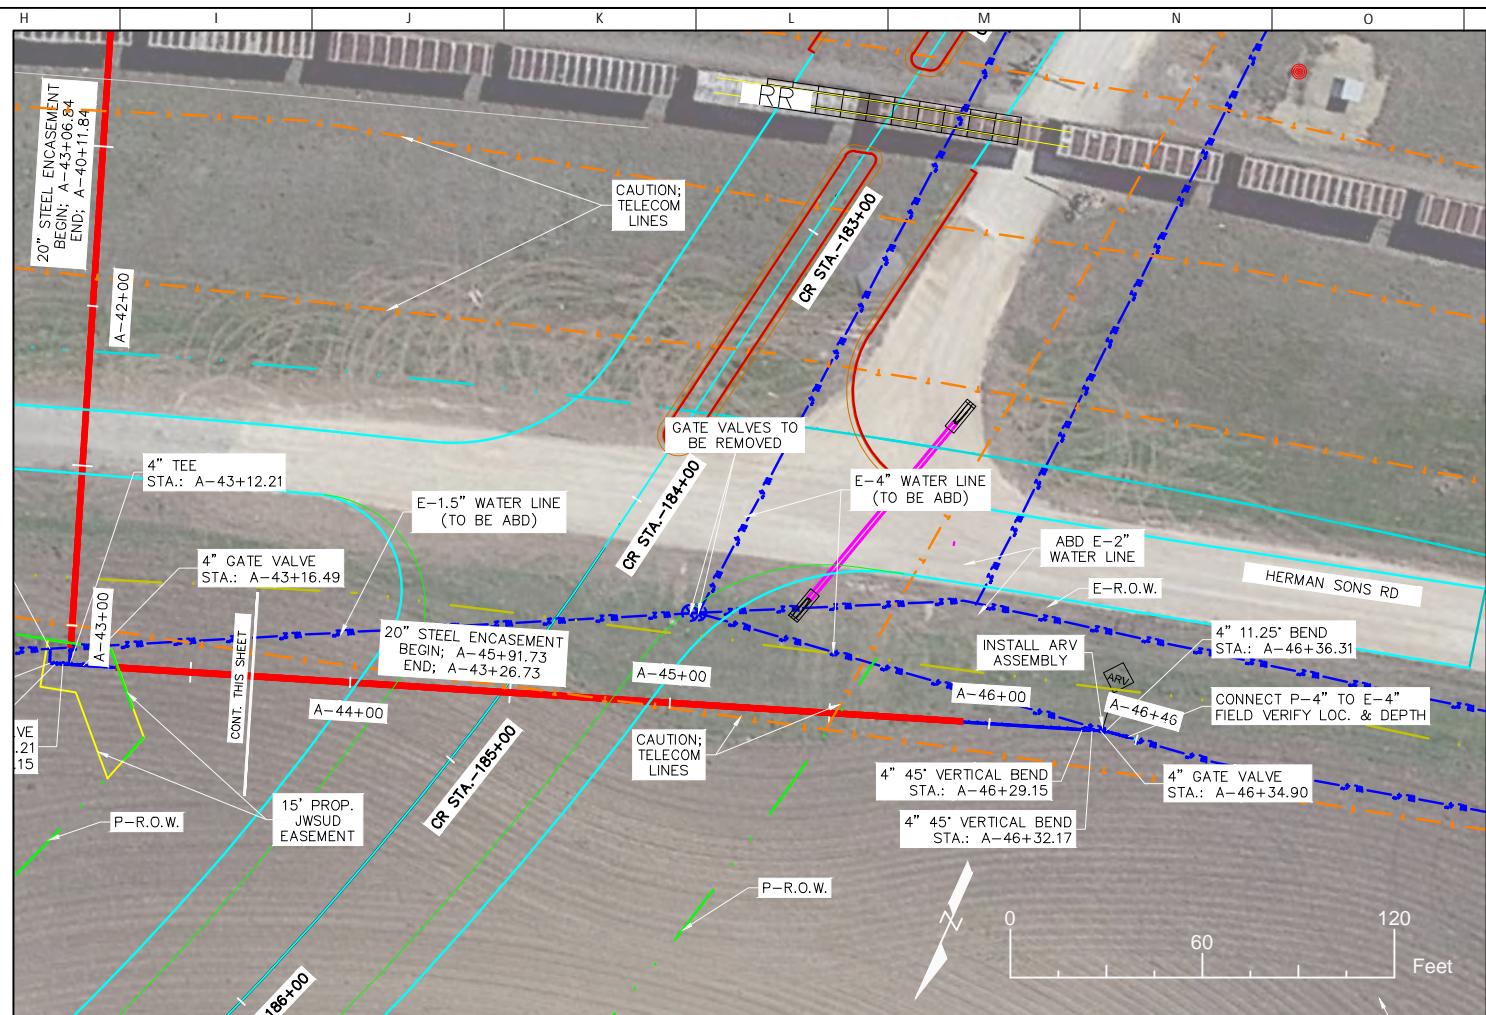 H I J K L M N O
RR
20" STEEL ENCASEMENT
BEGIN; A-43+06.84
END; A-40+11.84
A-42+00
CAUTION;
TELECOM
LINES
CR STA.-183+00
GATE VALVES TO
BE REMOVED
4" TEE
STA.: A-43+12.21
E-1.5" WATER LINE
(TO BE ABD)
CR STA.-184+00
E-4" WATER LINE
(TO BE ABD)
ABD E-2"
WATER LINE
4" GATE VALVE
STA.: A-43+16.49
E-R.O.W.
HERMAN SONS RD
A-43+00
CONT. THIS SHEET
20" STEEL ENCASEMENT
BEGIN; A-45+91.73
END; A-43+26.73
INSTALL ARV
ASSEMBLY
4" 11.25° BEND
STA.: A-46+36.31
ARV
A-44+00
A-45+00
A-46+00
A-46+46
CONNECT P-4" TO E-4"
FIELD VERIFY LOC. & DEPTH
VE
.21
.15
CR STA.-185+00
CAUTION;
TELECOM
LINES
4" 45° VERTICAL BEND
STA.: A-46+29.15
4" GATE VALVE
STA.: A-46+34.90
15' PROP.
JWSUD
EASEMENT
P-R.O.W.
4" 45° VERTICAL BEND
STA.: A-46+32.17
P-R.O.W.
186+00
N
0 60 120
Feet